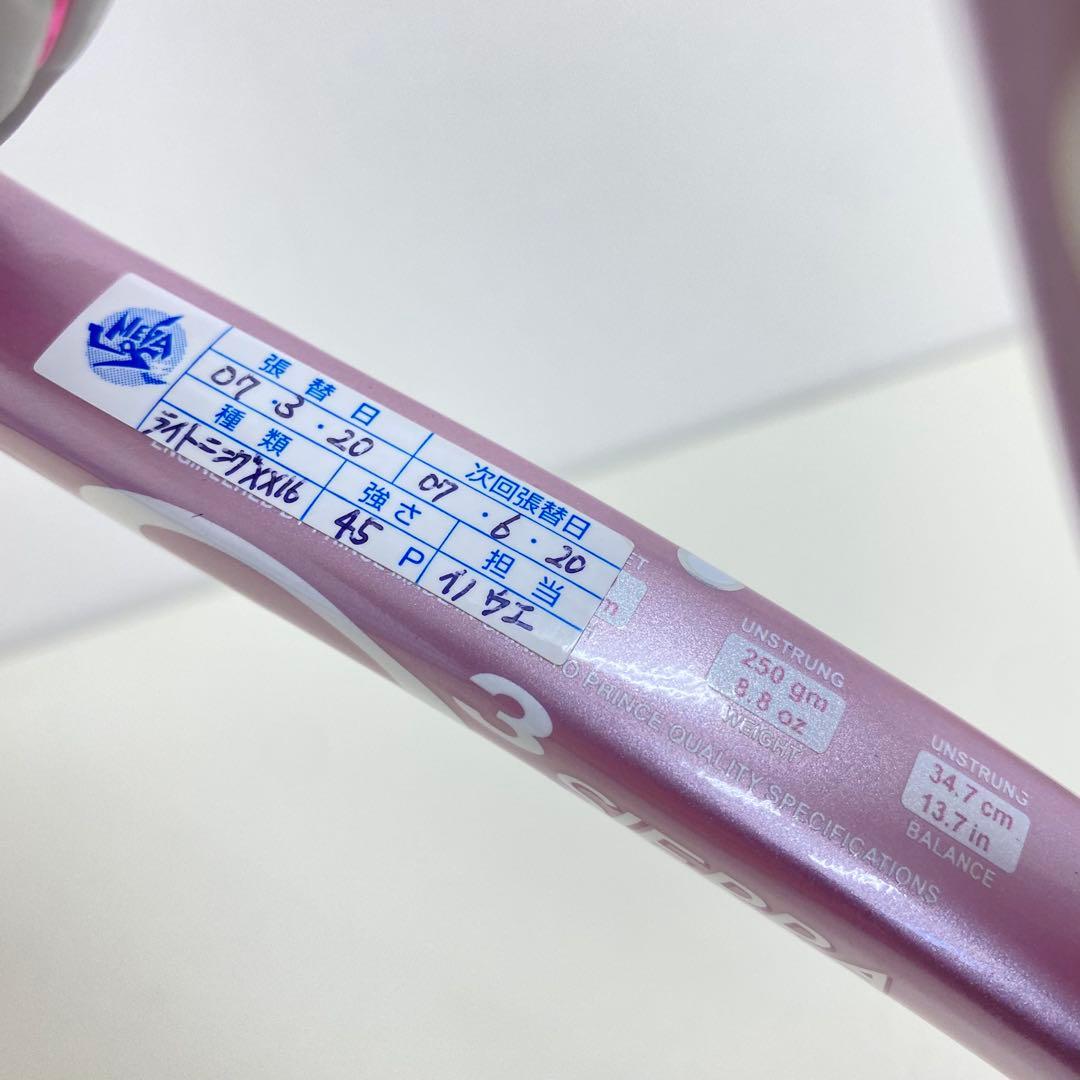 MEGA
張替日
07・3・20
次回張替日
07・6・20
種類
ライトニングXX16
強さ
45 P
担当
イノウエ
TO PRINCE QUALITY SPECIFICATIONS
UNSTRUNG
250 gm
8.8 oz
WEIGHT
UNSTRUNG
34.7 cm
13.7 in
BALANCE
3 SIERRA